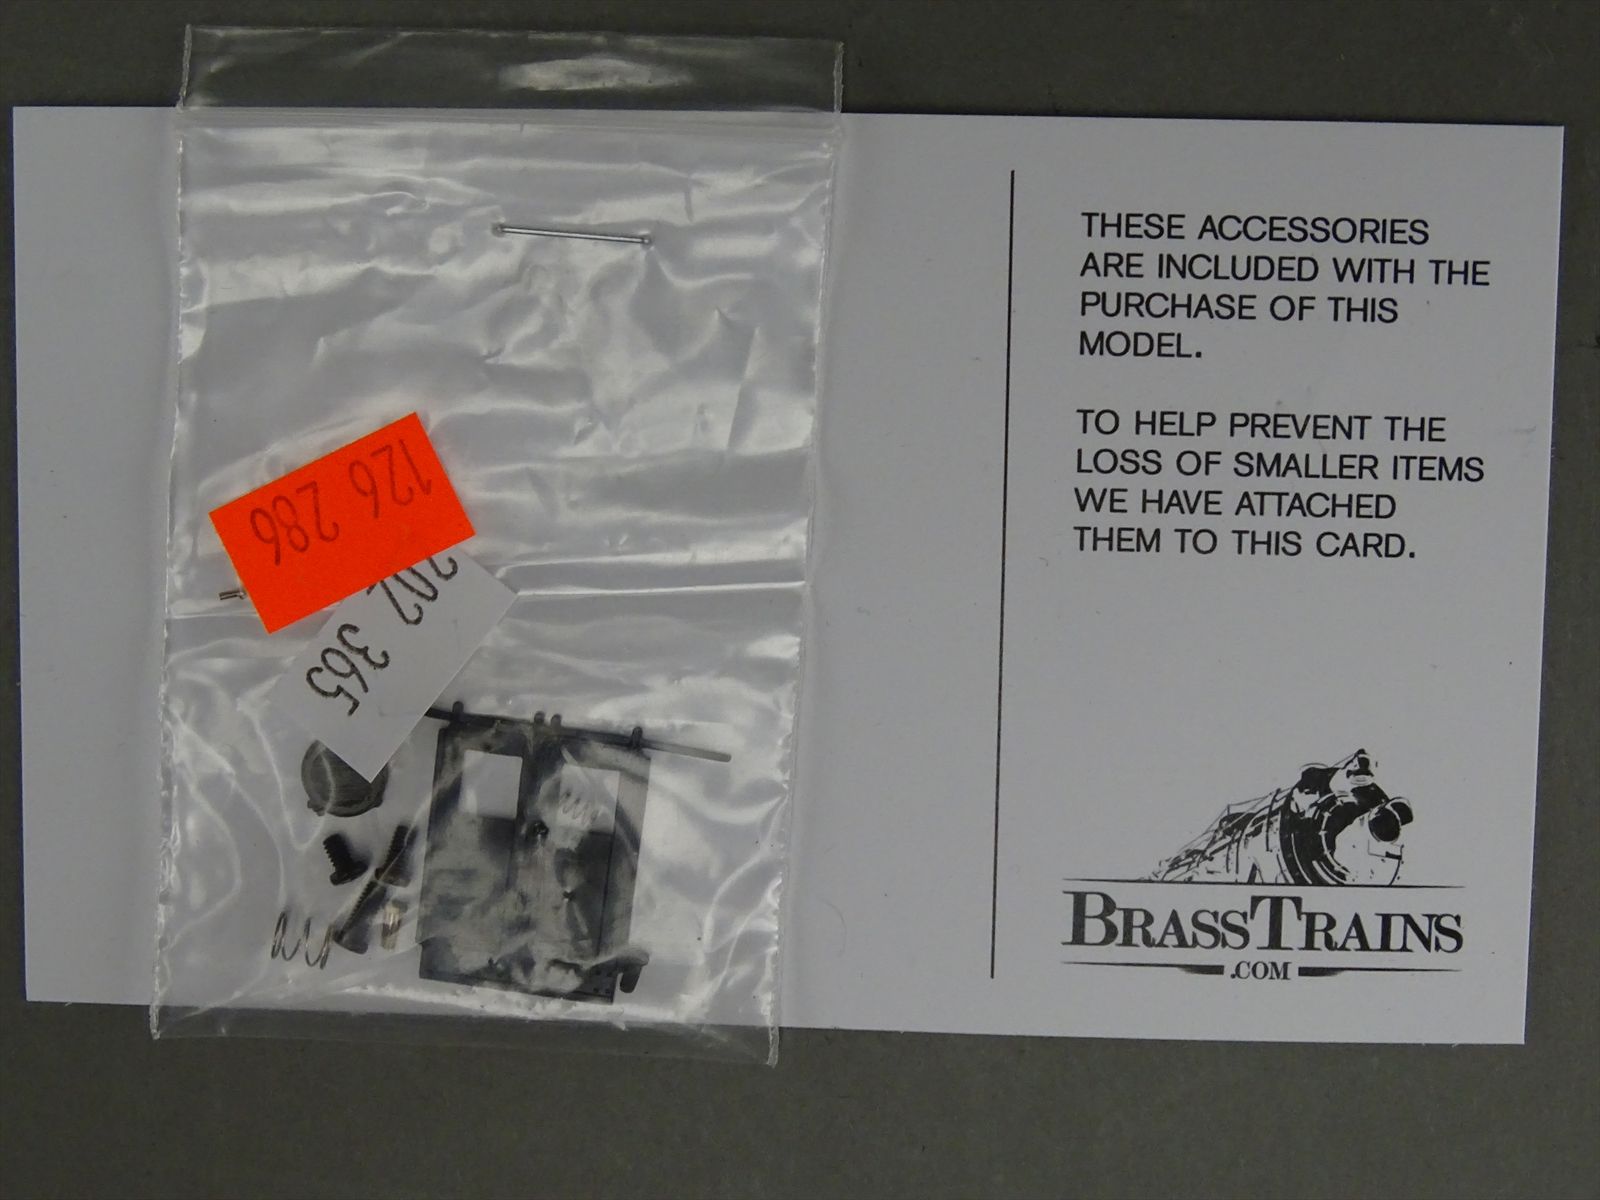 THESE ACCESSORIES
ARE INCLUDED WITH THE
PURCHASE OF THIS
MODEL.
TO HELP PREVENT THE
LOSS OF SMALLER ITEMS
WE HAVE ATTACHED
THEM TO THIS CARD.
BRASSTRAINS
.COM
126 286
202 365